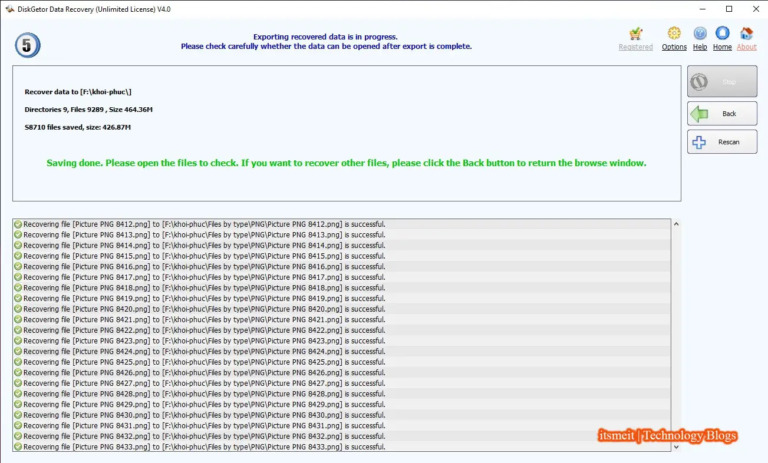 DiskGetor Data Recovery (Unlimited License) V4.0
5
Exporting recovered data is in progress.
Please check carefully whether the data can be opened after export is complete.
Registered Options Help Home About
Recover data to [F:\khoi-phuc\]
Directories 9, Files 9289 , Size 464.36M
58710 files saved, size: 426.87M
Saving done. Please open the files to check. If you want to recover other files, please click the Back button to return the browse window.
Stop
Back
Rescan
Recovering file [Picture PNG 8412.png] to [F:\khoi-phuc\Files by type\PNG\Picture PNG 8412.png] is successful.
Recovering file [Picture PNG 8413.png] to [F:\khoi-phuc\Files by type\PNG\Picture PNG 8413.png] is successful.
Recovering file [Picture PNG 8414.png] to [F:\khoi-phuc\Files by type\PNG\Picture PNG 8414.png] is successful.
Recovering file [Picture PNG 8415.png] to [F:\khoi-phuc\Files by type\PNG\Picture PNG 8415.png] is successful.
Recovering file [Picture PNG 8416.png] to [F:\khoi-phuc\Files by type\PNG\Picture PNG 8416.png] is successful.
Recovering file [Picture PNG 8417.png] to [F:\khoi-phuc\Files by type\PNG\Picture PNG 8417.png] is successful.
Recovering file [Picture PNG 8418.png] to [F:\khoi-phuc\Files by type\PNG\Picture PNG 8418.png] is successful.
Recovering file [Picture PNG 8419.png] to [F:\khoi-phuc\Files by type\PNG\Picture PNG 8419.png] is successful.
Recovering file [Picture PNG 8420.png] to [F:\khoi-phuc\Files by type\PNG\Picture PNG 8420.png] is successful.
Recovering file [Picture PNG 8421.png] to [F:\khoi-phuc\Files by type\PNG\Picture PNG 8421.png] is successful.
Recovering file [Picture PNG 8422.png] to [F:\khoi-phuc\Files by type\PNG\Picture PNG 8422.png] is successful.
Recovering file [Picture PNG 8423.png] to [F:\khoi-phuc\Files by type\PNG\Picture PNG 8423.png] is successful.
Recovering file [Picture PNG 8424.png] to [F:\khoi-phuc\Files by type\PNG\Picture PNG 8424.png] is successful.
Recovering file [Picture PNG 8425.png] to [F:\khoi-phuc\Files by type\PNG\Picture PNG 8425.png] is successful.
Recovering file [Picture PNG 8426.png] to [F:\khoi-phuc\Files by type\PNG\Picture PNG 8426.png] is successful.
Recovering file [Picture PNG 8427.png] to [F:\khoi-phuc\Files by type\PNG\Picture PNG 8427.png] is successful.
Recovering file [Picture PNG 8428.png] to [F:\khoi-phuc\Files by type\PNG\Picture PNG 8428.png] is successful.
Recovering file [Picture PNG 8429.png] to [F:\khoi-phuc\Files by type\PNG\Picture PNG 8429.png] is successful.
Recovering file [Picture PNG 8430.png] to [F:\khoi-phuc\Files by type\PNG\Picture PNG 8430.png] is successful.
Recovering file [Picture PNG 8431.png] to [F:\khoi-phuc\Files by type\PNG\Picture PNG 8431.png] is successful.
Recovering file [Picture PNG 8432.png] to [F:\khoi-phuc\Files by type\PNG\Picture PNG 8432.png] is successful.
Recovering file [Picture PNG 8433.png] to [F:\khoi-phuc\Files by type\PNG\Picture PNG 8433.png] is successful.
itsmeit | Technology Blogs